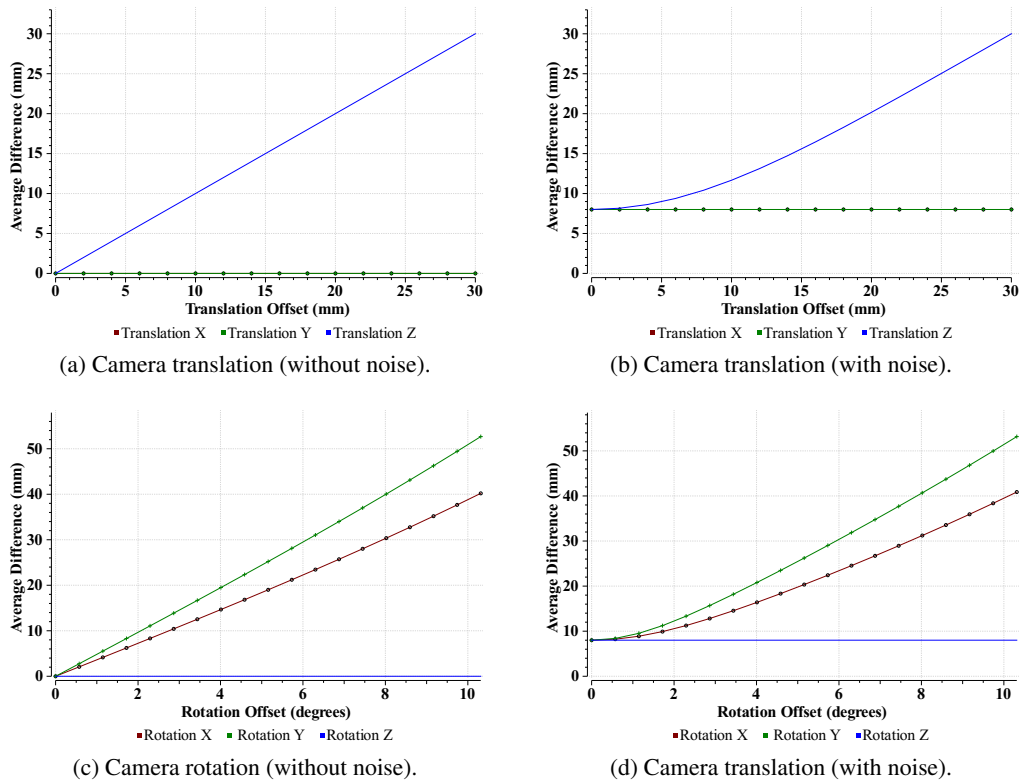 30
25
20
15
10
5
0
Average Difference (mm)
0 5 10 15 20 25 30
Translation Offset (mm)
Translation X Translation Y Translation Z
(a) Camera translation (without noise).
30
25
20
15
10
5
0
Average Difference (mm)
0 5 10 15 20 25 30
Translation Offset (mm)
Translation X Translation Y Translation Z
(b) Camera translation (with noise).
50
40
30
20
10
0
Average Difference (mm)
0 2 4 6 8 10
Rotation Offset (degrees)
Rotation X Rotation Y Rotation Z
(c) Camera rotation (without noise).
50
40
30
20
10
0
Average Difference (mm)
0 2 4 6 8 10
Rotation Offset (degrees)
Rotation X Rotation Y Rotation Z
(d) Camera translation (with noise).